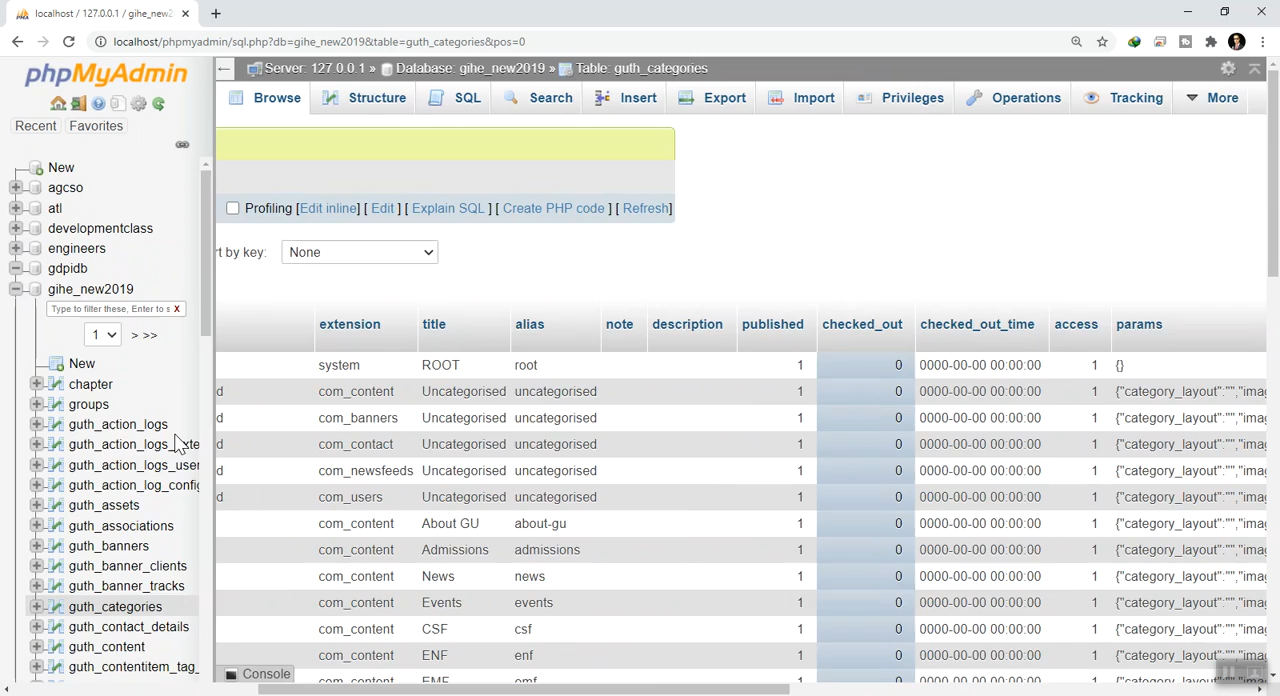 localhost / 127.0.0.1 / gihe_new2019
localhost/phpmyadmin/sql.php?db=gihe_new2019&table=guth_categories&pos=0
phpMyAdmin
Recent Favorites
New
agcso
atl
developmentclass
engineers
gdpidb
gihe_new2019
Type to filter these, Enter to s X
1 > >>
New
chapter
groups
guth_action_logs
guth_action_logs_exte
guth_action_logs_user
guth_action_log_config
guth_assets
guth_associations
guth_banners
guth_banner_clients
guth_banner_tracks
guth_categories
guth_contact_details
guth_content
guth_contentitem_tag_
Server: 127.0.0.1 » Database: gihe_new2019 » Table: guth_categories
Browse Structure SQL Search Insert Export Import Privileges Operations Tracking More
Profiling [Edit inline] [ Edit ] [ Explain SQL ] [ Create PHP code ] [ Refresh]
rt by key: None
extension title alias note description published checked_out checked_out_time access params
system ROOT root 1 0 0000-00-00 00:00:00 1 {}
d com_content Uncategorised uncategorised 1 0 0000-00-00 00:00:00 1 {"category_layout":"","imag
d com_banners Uncategorised uncategorised 1 0 0000-00-00 00:00:00 1 {"category_layout":"","imag
d com_contact Uncategorised uncategorised 1 0 0000-00-00 00:00:00 1 {"category_layout":"","imag
d com_newsfeeds Uncategorised uncategorised 1 0 0000-00-00 00:00:00 1 {"category_layout":"","imag
d com_users Uncategorised uncategorised 1 0 0000-00-00 00:00:00 1 {"category_layout":"","imag
com_content About GU about-gu 1 0 0000-00-00 00:00:00 1 {"category_layout":"","imag
com_content Admissions admissions 1 0 0000-00-00 00:00:00 1 {"category_layout":"","imag
com_content News news 1 0 0000-00-00 00:00:00 1 {"category_layout":"","imag
com_content Events events 1 0 0000-00-00 00:00:00 1 {"category_layout":"","imag
com_content CSF csf 1 0 0000-00-00 00:00:00 1 {"category_layout":"","imag
com_content ENF enf 1 0 0000-00-00 00:00:00 1 {"category_layout":"","imag
Console